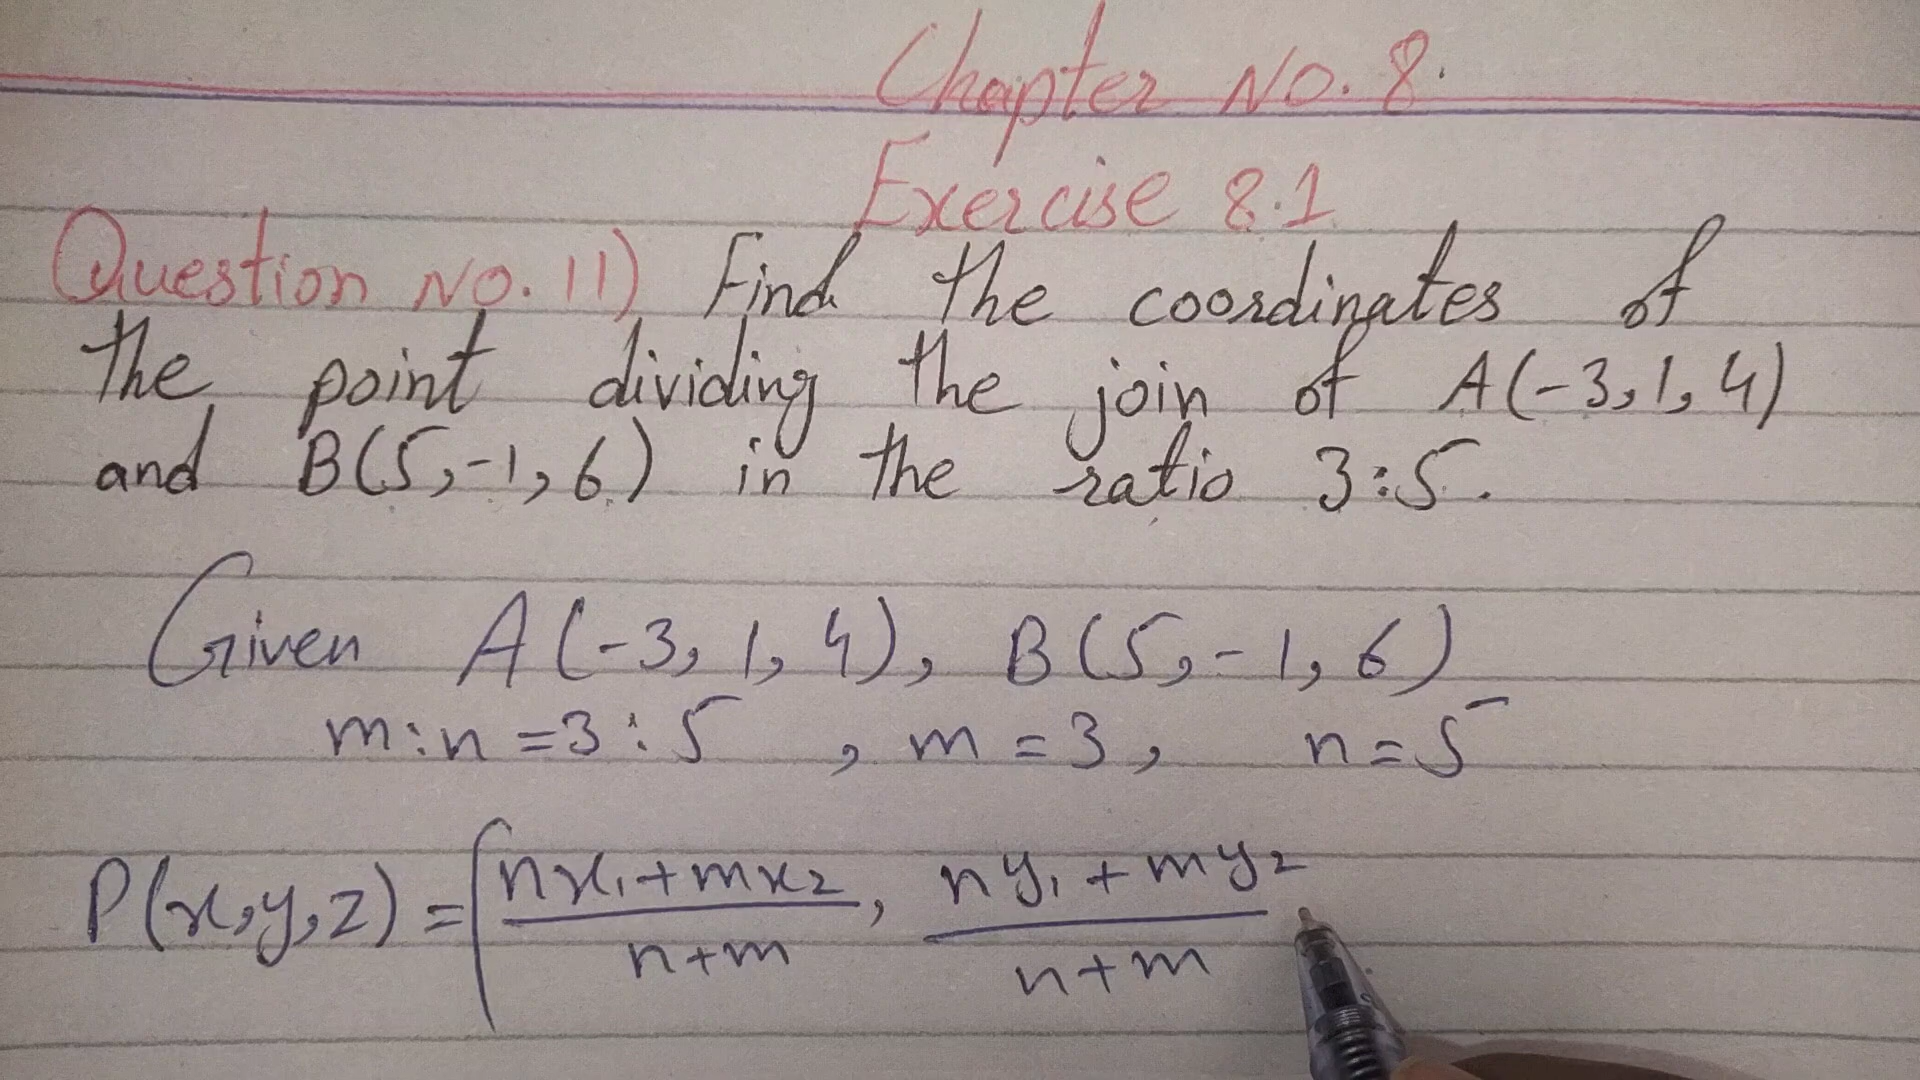 Chapter No. 8
Exercise 8.1
Question No. 11) Find the coordinates of
the point dividing the join of A(-3,1,4)
and B(5,-1,6) in the ratio 3:5.
Given A(-3,1,4), B(5,-1,6)
m:n=3:5, m=3, n=5
P(x,y,z) = (nx₁+mx₂/n+m, ny₁+my₂/n+m